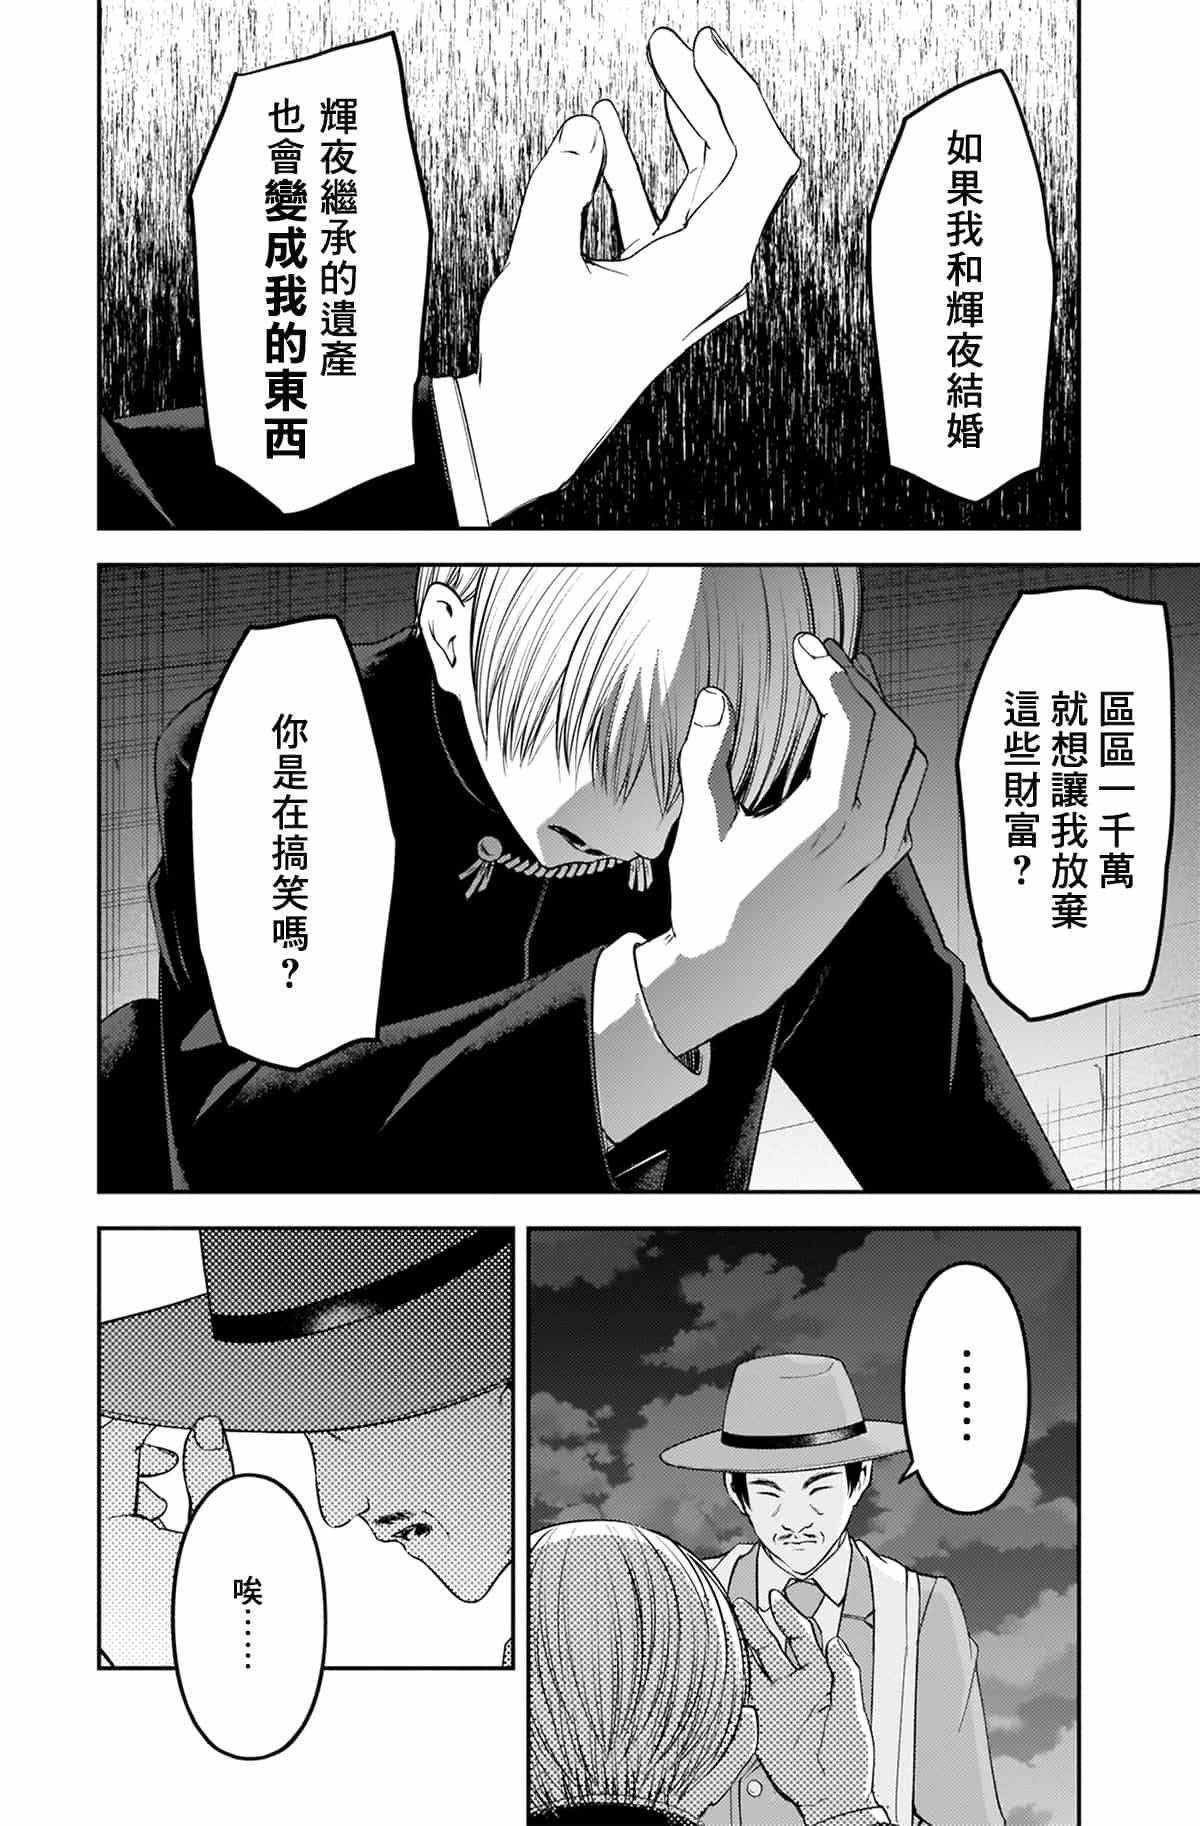 如果我和輝夜結婚
輝夜繼承的遺產
也會變成我的東西
區區一千萬
就想讓我放棄
這些財富？
你是在搞笑嗎？
……
唉……